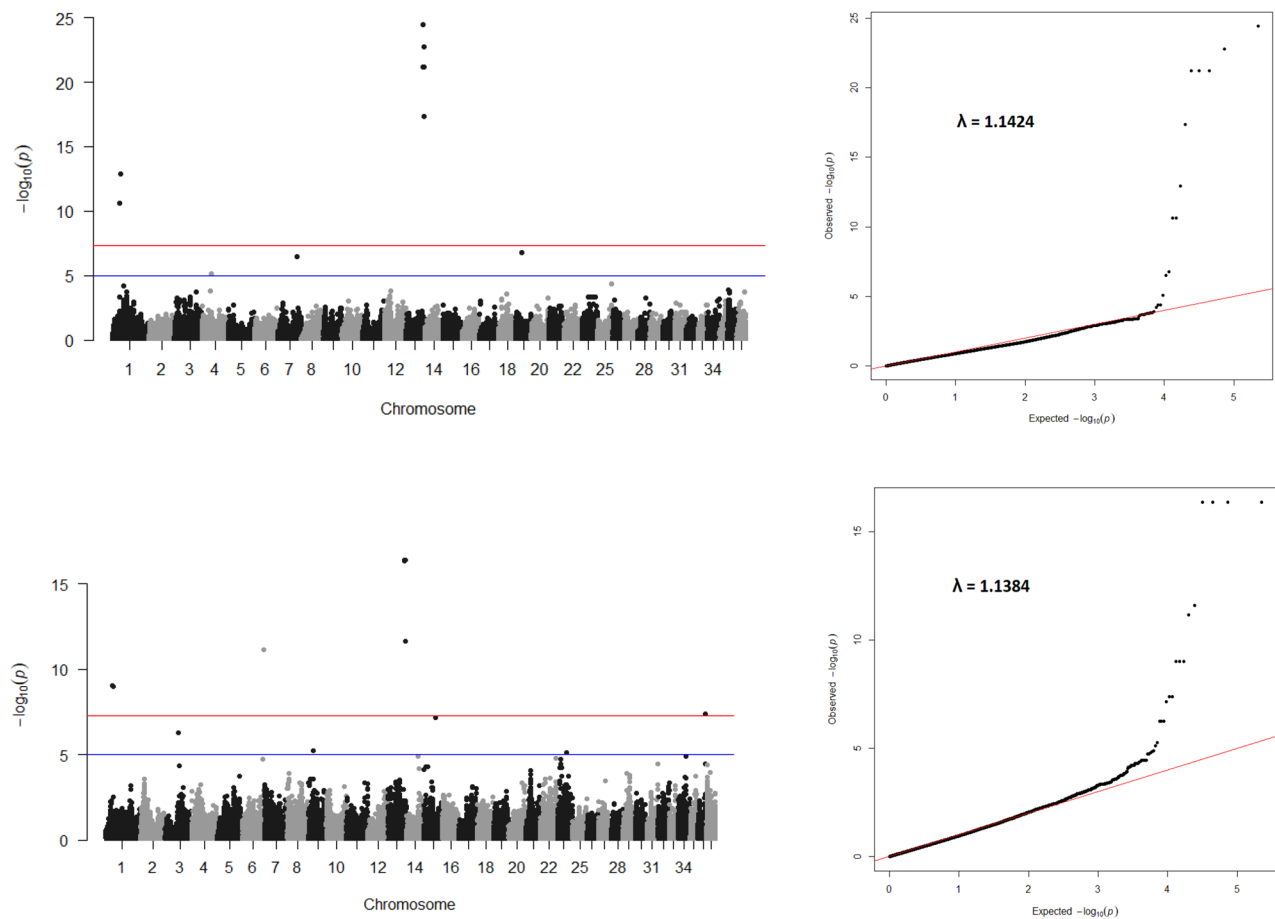 25
20
15
10
5
0
−log₁₀(p)
1 2 3 4 5 6 7 8 10 12 14 16 18 20 22 25 28 31 34
Chromosome
25
20
15
10
5
0
Observed −log₁₀(p)
λ = 1.1424
0 1 2 3 4 5
Expected −log₁₀(p)
15
10
5
0
−log₁₀(p)
1 2 3 4 5 6 7 8 10 12 14 16 18 20 22 25 28 31 34
Chromosome
15
10
5
0
Observed −log₁₀(p)
λ = 1.1384
0 1 2 3 4 5
Expected −log₁₀(p)